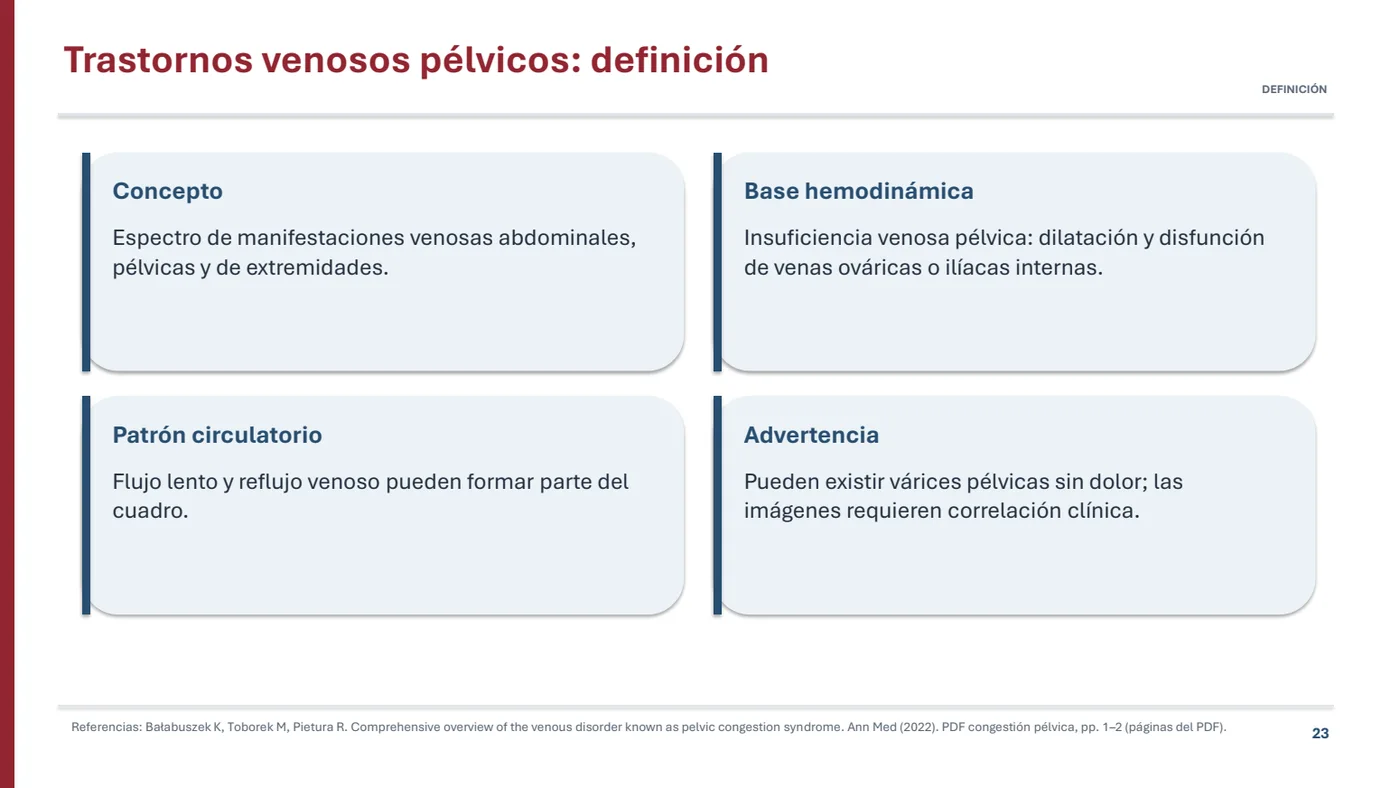 Trastornos venosos pélvicos: definición
DEFINICIÓN
Concepto
Espectro de manifestaciones venosas abdominales,
pélvicas y de extremidades.
Base hemodinámica
Insuficiencia venosa pélvica: dilatación y disfunción
de venas ováricas o ilíacas internas.
Patrón circulatorio
Flujo lento y reflujo venoso pueden formar parte del
cuadro.
Advertencia
Pueden existir várices pélvicas sin dolor; las
imágenes requieren correlación clínica.
Referencias: Bałabuszek K, Toborek M, Pietura R. Comprehensive overview of the venous disorder known as pelvic congestion syndrome. Ann Med (2022). PDF congestión pélvica, pp. 1–2 (páginas del PDF).
23